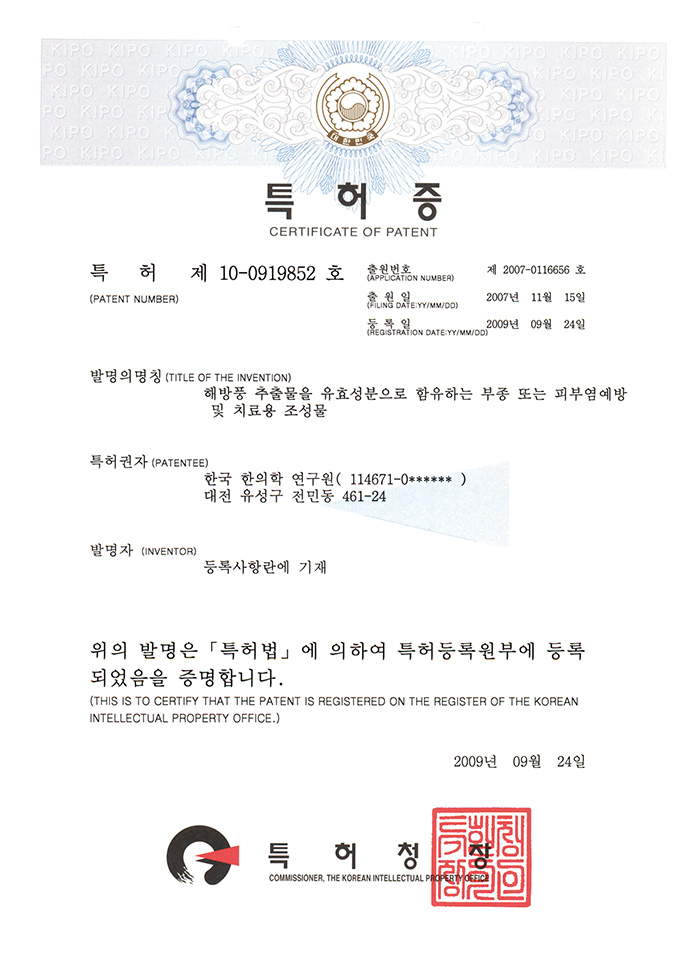 KIPO KIPO KIPO KIPO KIPO KIPO KIPO KIPO
대한민국
특허증
CERTIFICATE OF PATENT
특 허 제 10-0919852 호
(PATENT NUMBER)
출원번호 제 2007-0116656 호
(APPLICATION NUMBER)
출원일 2007년 11월 15일
(FILING DATE:YY/MM/DD)
등록일 2009년 09월 24일
(REGISTRATION DATE:YY/MM/DD)
발명의명칭 (TITLE OF THE INVENTION)
해방풍 추출물을 유효성분으로 함유하는 부종 또는 피부염예방
및 치료용 조성물
특허권자 (PATENTEE)
한국 한의학 연구원( 114671-0****** )
대전 유성구 전민동 461-24
발명자 (INVENTOR)
등록사항란에 기재
위의 발명은「특허법」에 의하여 특허등록원부에 등록
되었음을 증명합니다.
(THIS IS TO CERTIFY THAT THE PATENT IS REGISTERED ON THE REGISTER OF THE KOREAN
INTELLECTUAL PROPERTY OFFICE.)
2009년 09월 24일
특 허 청 장
COMMISSIONER, THE KOREAN INTELLECTUAL PROPERTY OFFICE